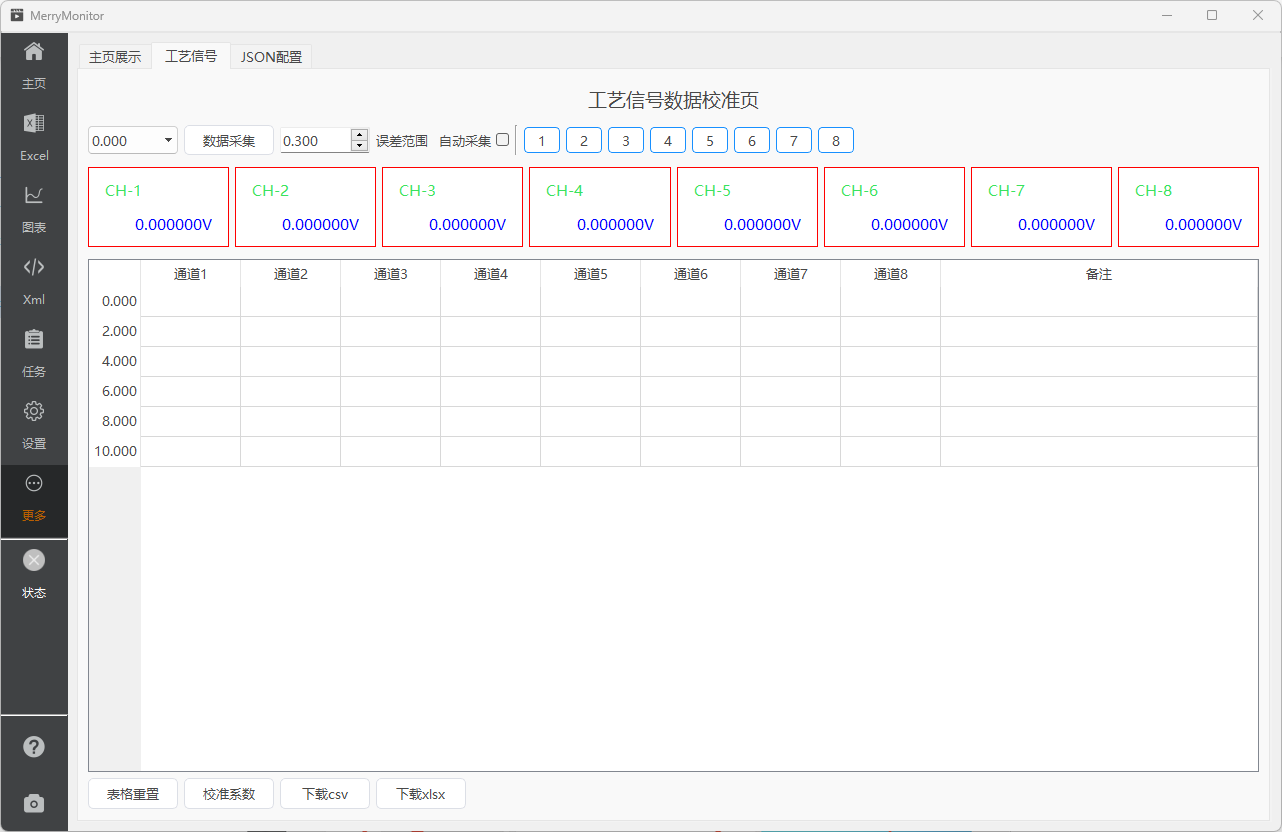 MerryMonitor
主页
Excel
图表
Xml
任务
设置
更多
状态
主页展示 工艺信号 JSON配置
工艺信号数据校准页
0.000 数据采集 0.300 误差范围 自动采集 1 2 3 4 5 6 7 8
CH-1 CH-2 CH-3 CH-4 CH-5 CH-6 CH-7 CH-8
0.000000V 0.000000V 0.000000V 0.000000V 0.000000V 0.000000V 0.000000V 0.000000V
通道1 通道2 通道3 通道4 通道5 通道6 通道7 通道8 备注
0.000
2.000
4.000
6.000
8.000
10.000
表格重置 校准系数 下载csv 下载xlsx